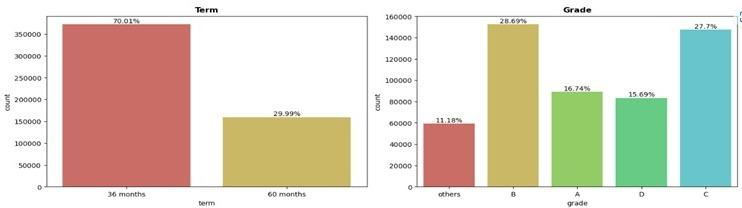 Term
70.01%
29.99%
350000
300000
250000
200000
150000
100000
50000
0
count
36 months
60 months
term
Grade
11.18%
28.69%
16.74%
15.69%
27.7%
160000
140000
120000
100000
80000
60000
40000
20000
0
count
others
B
A
D
C
grade